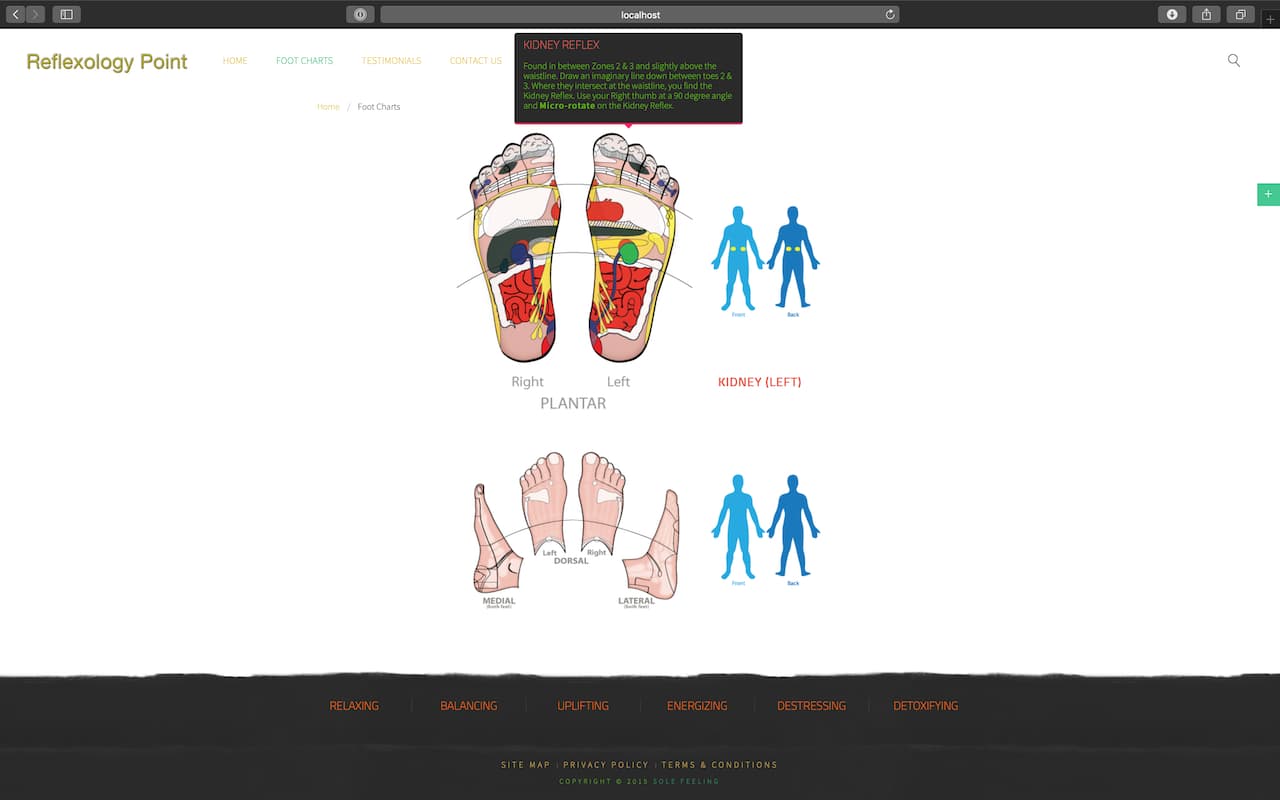 localhost
Reflexology Point
HOME FOOT CHARTS TESTIMONIALS CONTACT US
KIDNEY REFLEX
Found in between Zones 2 & 3 and slightly above the
waistline. Draw an imaginary line down between toes 2 &
3. Where they intersect at the waistline, you find the
Kidney Reflex. Use your Right thumb at a 90 degree angle
and Micro-rotate on the Kidney Reflex.
Home / Foot Charts
Front Back
Right Left
PLANTAR
KIDNEY (LEFT)
Left Right
DORSAL
Front Back
MEDIAL
(both feet)
LATERAL
(both feet)
RELAXING BALANCING UPLIFTING ENERGIZING DESTRESSING DETOXIFYING
SITE MAP | PRIVACY POLICY | TERMS & CONDITIONS
COPYRIGHT © 2015 SOLE FEELING